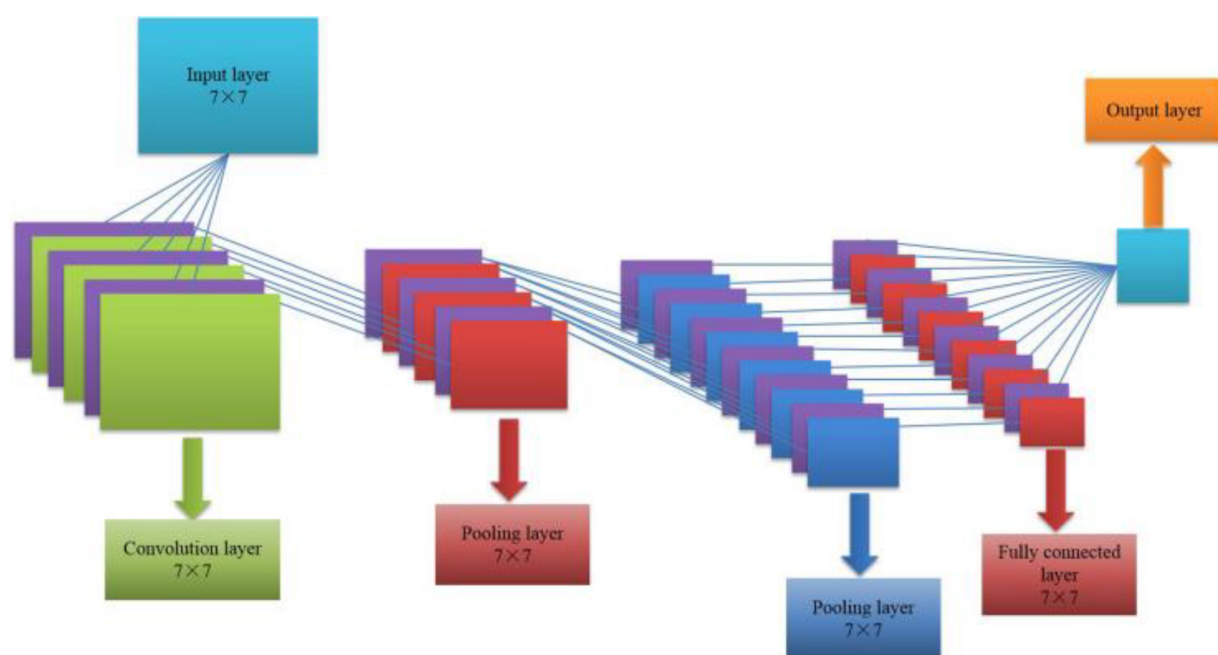 Input layer
7×7
Output layer
Convolution layer
7×7
Pooling layer
7×7
Pooling layer
7×7
Fully connected
layer
7×7